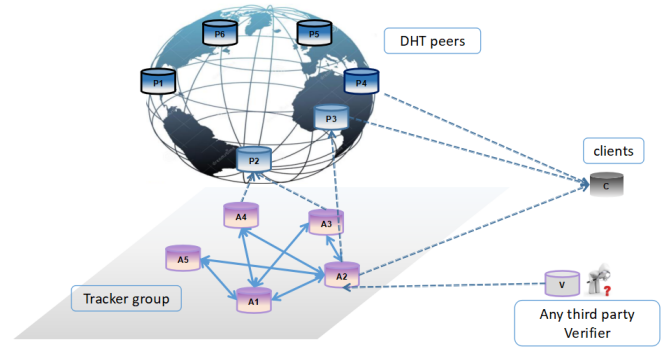 P6
P5
DHT peers
P1
P4
P3
P2
clients
C
A4
A3
A5
A2
A1
Tracker group
V
?
Any third party
Verifier